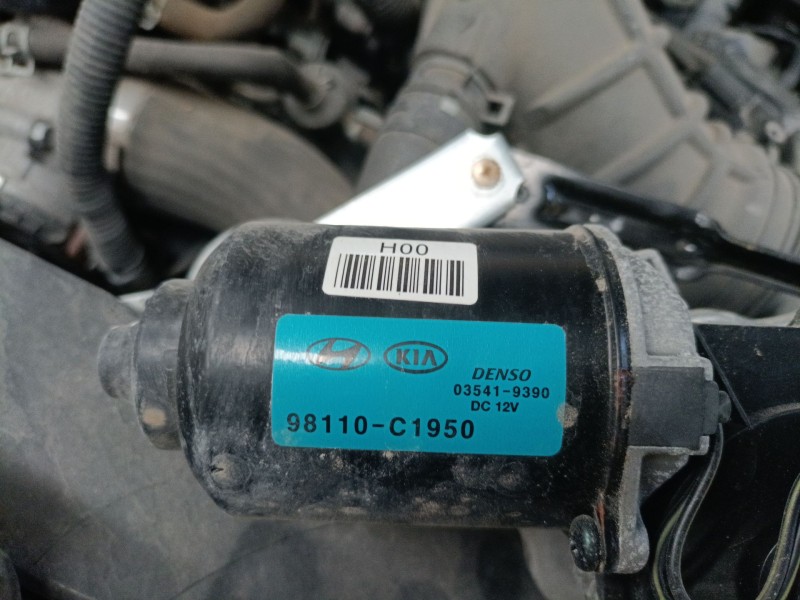 H00
KIA
DENSO
03541-9390
DC 12V
98110-C1950